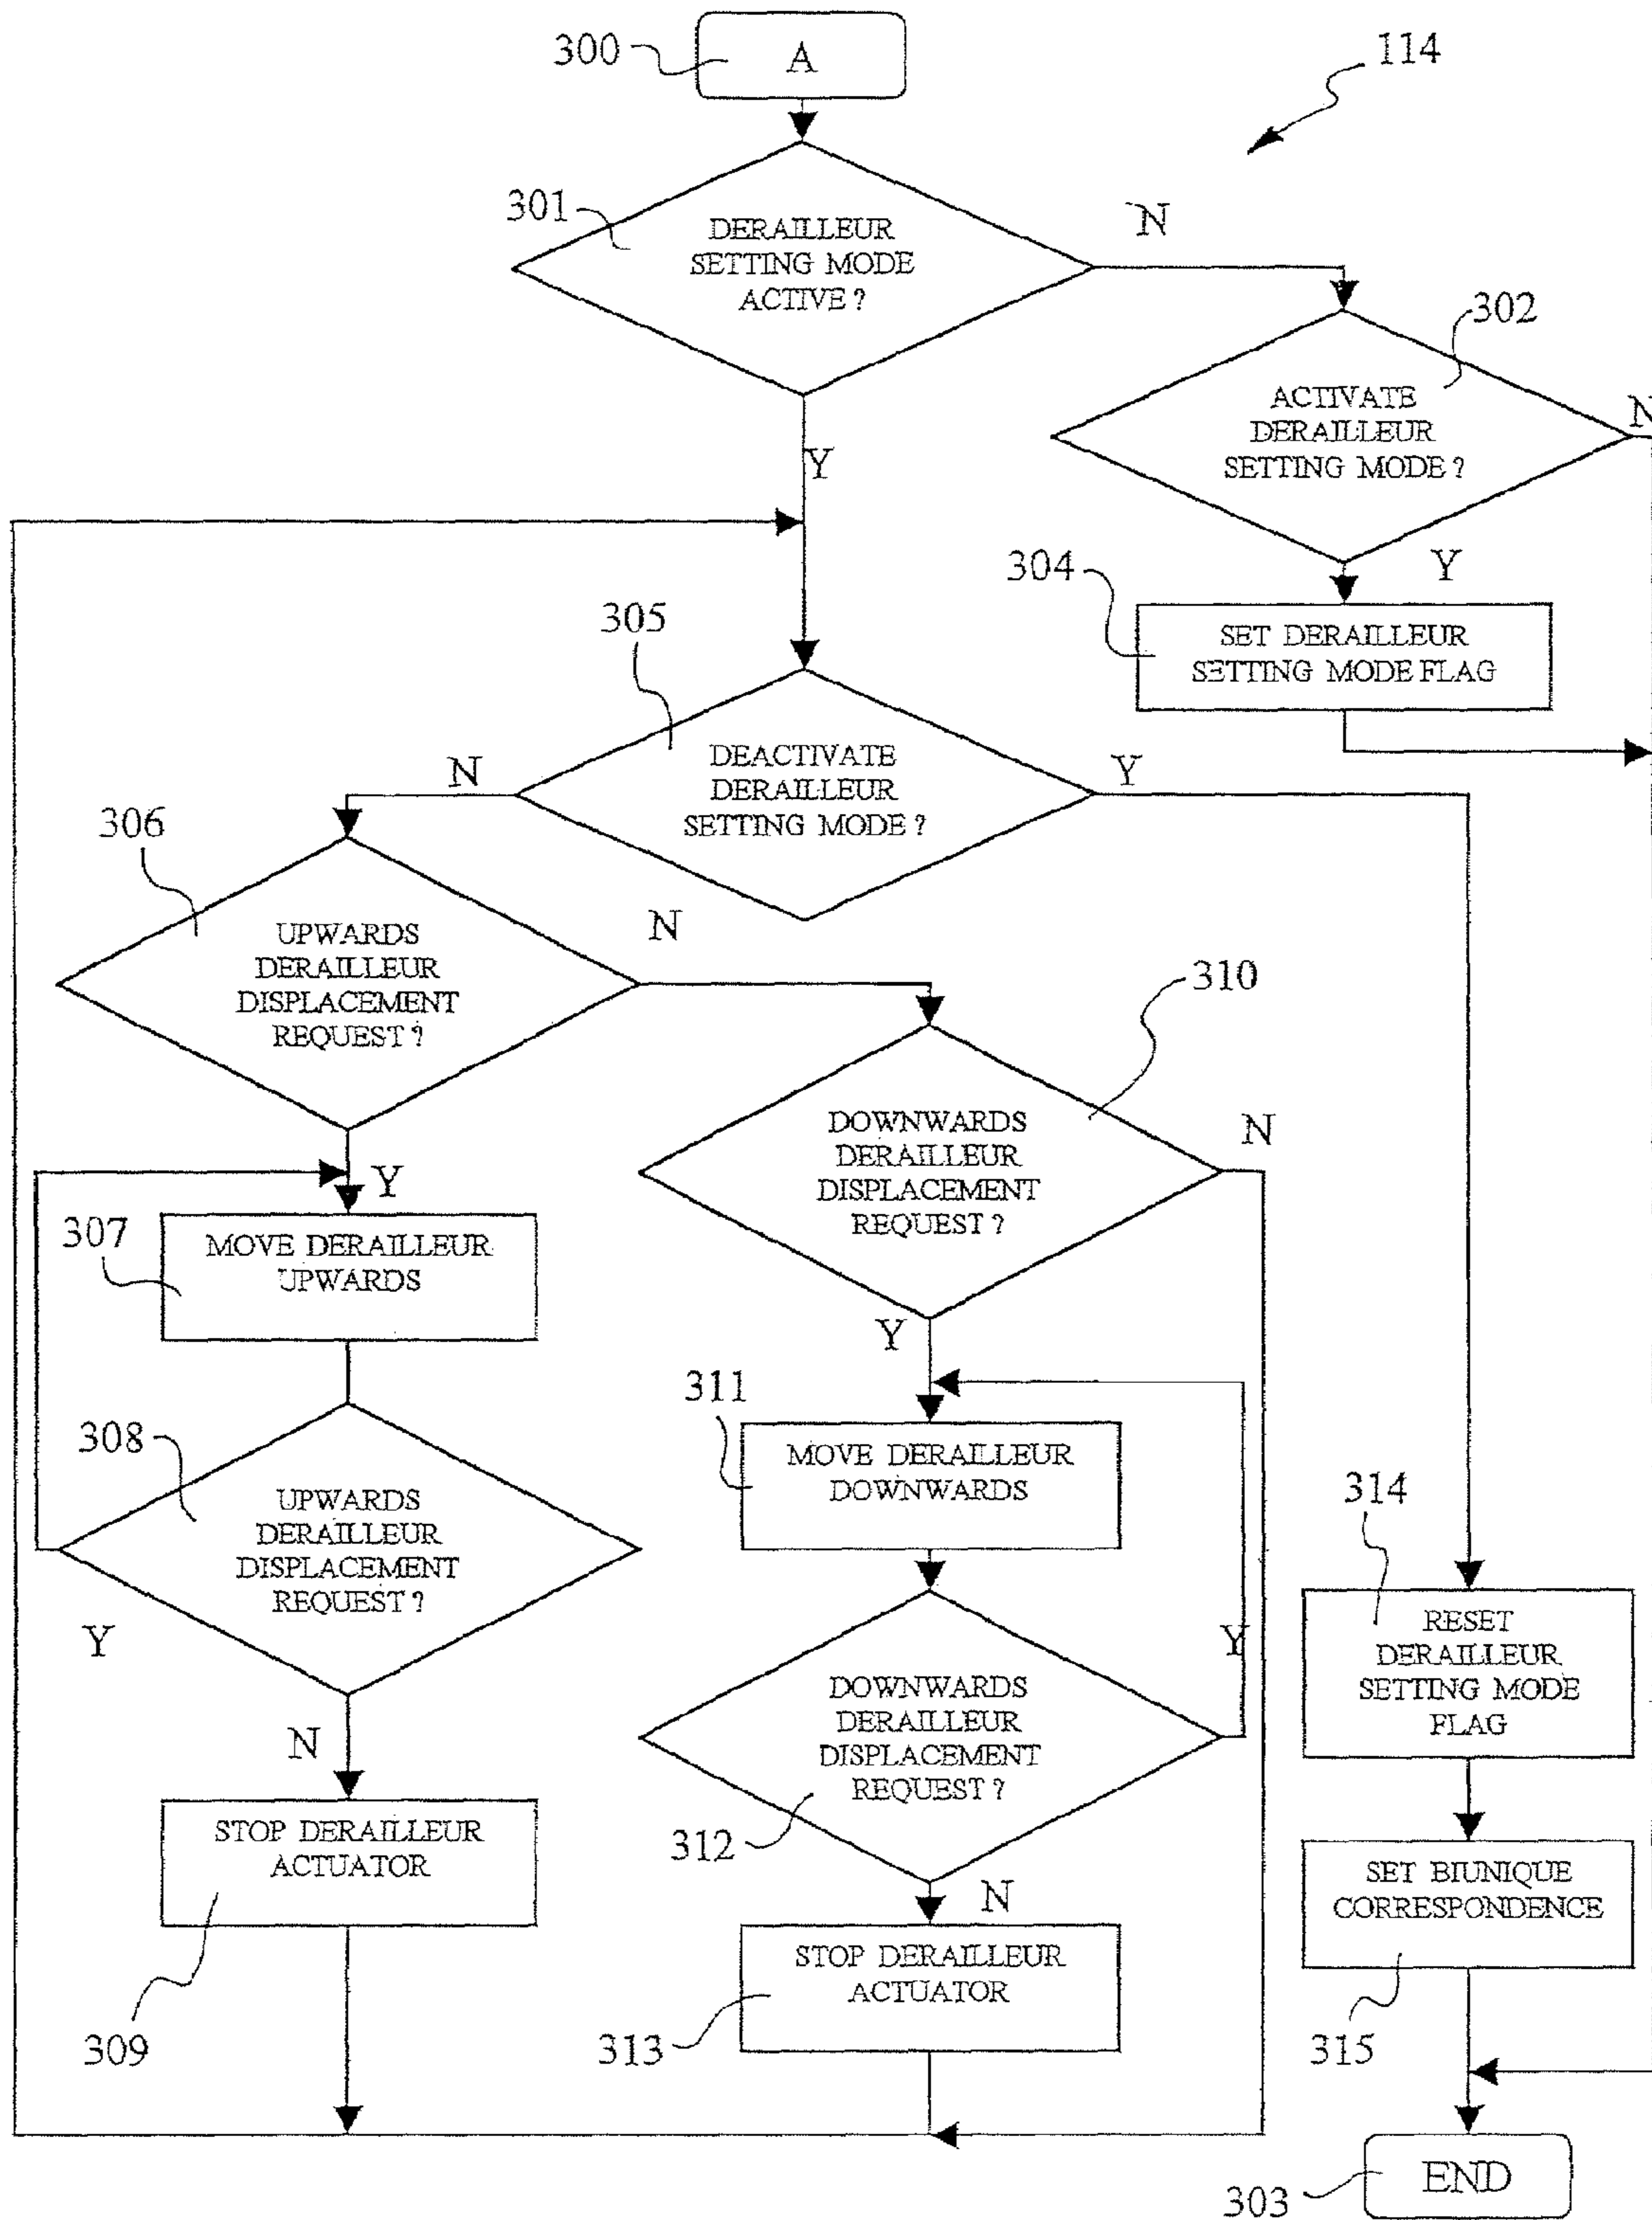 300
A
114
301
DERAILLEUR
SETTING MODE
ACTIVE ?
N
302
ACTIVATE
DERAILLEUR
SETTING MODE ?
N
Y
Y
304
SET DERAILLEUR
SETTING MODE FLAG
305
DEACTIVATE
DERAILLEUR
SETTING MODE ?
N
Y
306
UPWARDS
DERAILLEUR
DISPLACEMENT
REQUEST ?
N
Y
310
DOWNWARDS
DERAILLEUR
DISPLACEMENT
REQUEST ?
N
Y
307
MOVE DERAILLEUR
UPWARDS
308
UPWARDS
DERAILLEUR
DISPLACEMENT
REQUEST ?
Y
N
311
MOVE DERAILLEUR
DOWNWARDS
312
DOWNWARDS
DERAILLEUR
DISPLACEMENT
REQUEST ?
Y
N
309
STOP DERAILLEUR
ACTUATOR
313
STOP DERAILLEUR
ACTUATOR
314
RESET
DERAILLEUR
SETTING MODE
FLAG
315
SET BIUNIQUE
CORRESPONDENCE
303
END